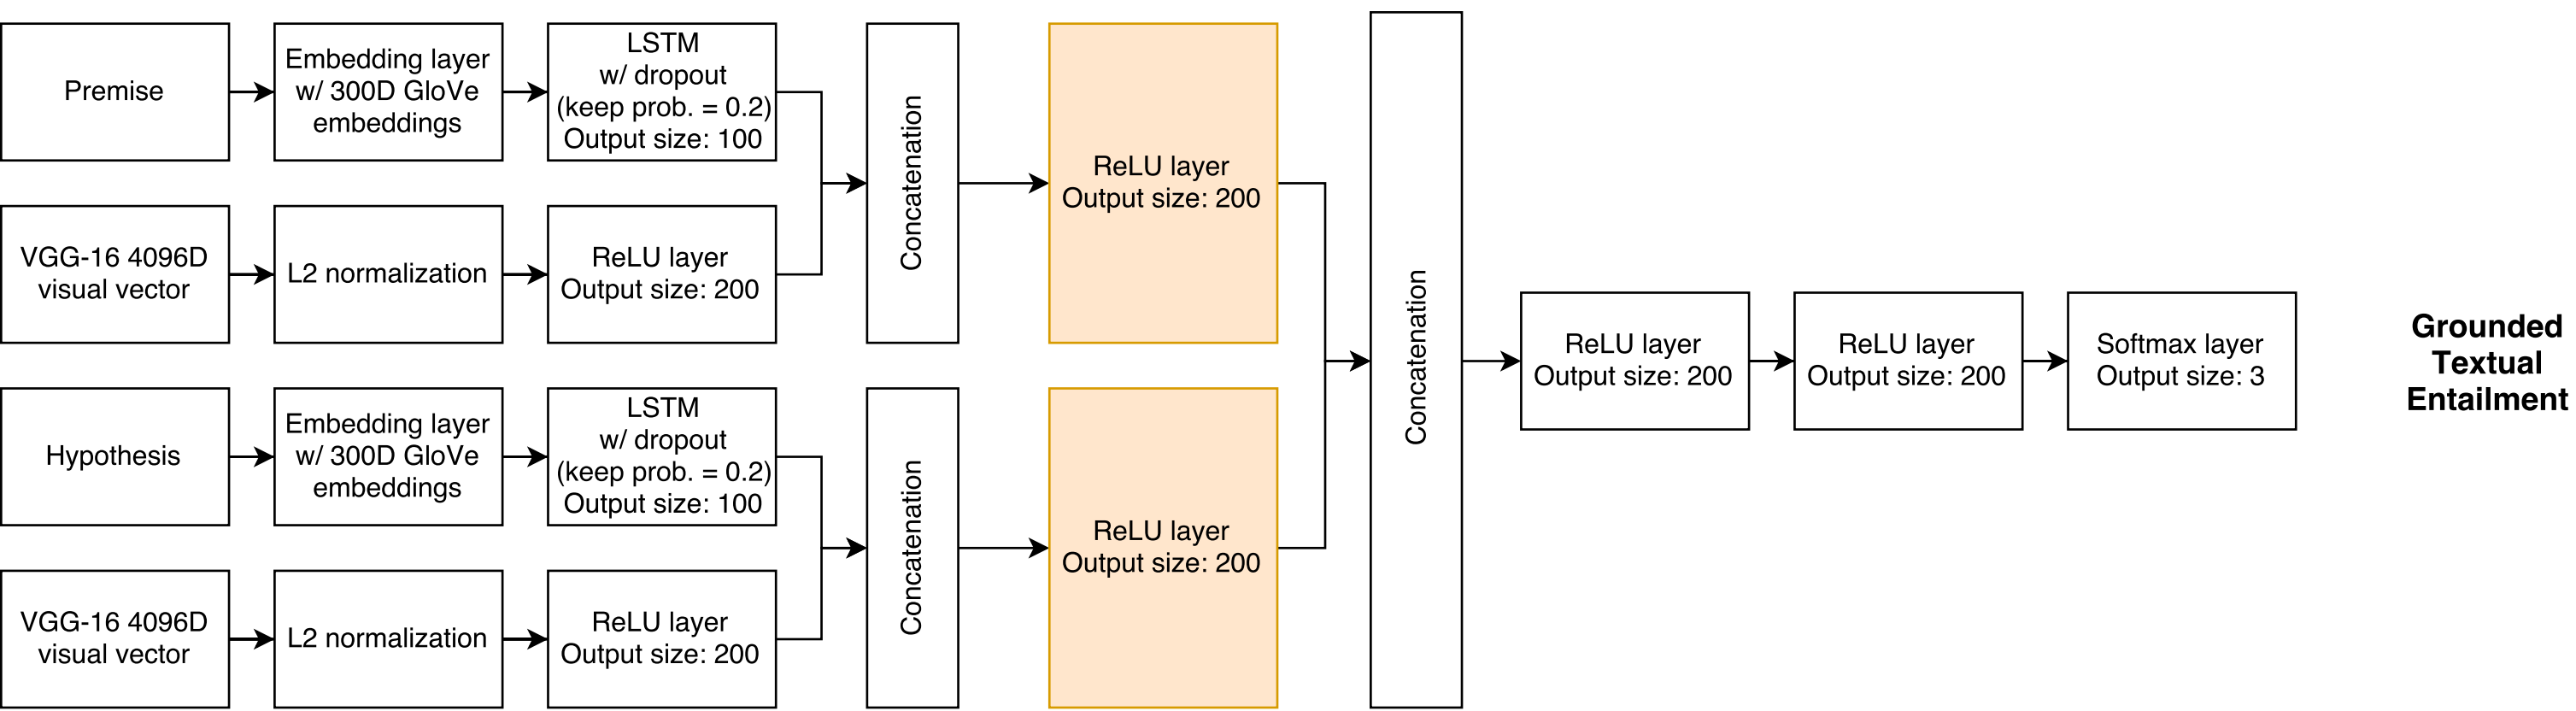 Premise
Embedding layer
w/ 300D GloVe
embeddings
LSTM
w/ dropout
(keep prob. = 0.2)
Output size: 100
VGG-16 4096D
visual vector
L2 normalization
ReLU layer
Output size: 200
Concatenation
ReLU layer
Output size: 200
Hypothesis
Embedding layer
w/ 300D GloVe
embeddings
LSTM
w/ dropout
(keep prob. = 0.2)
Output size: 100
VGG-16 4096D
visual vector
L2 normalization
ReLU layer
Output size: 200
Concatenation
ReLU layer
Output size: 200
Concatenation
ReLU layer
Output size: 200
ReLU layer
Output size: 200
Softmax layer
Output size: 3
Grounded
Textual
Entailment